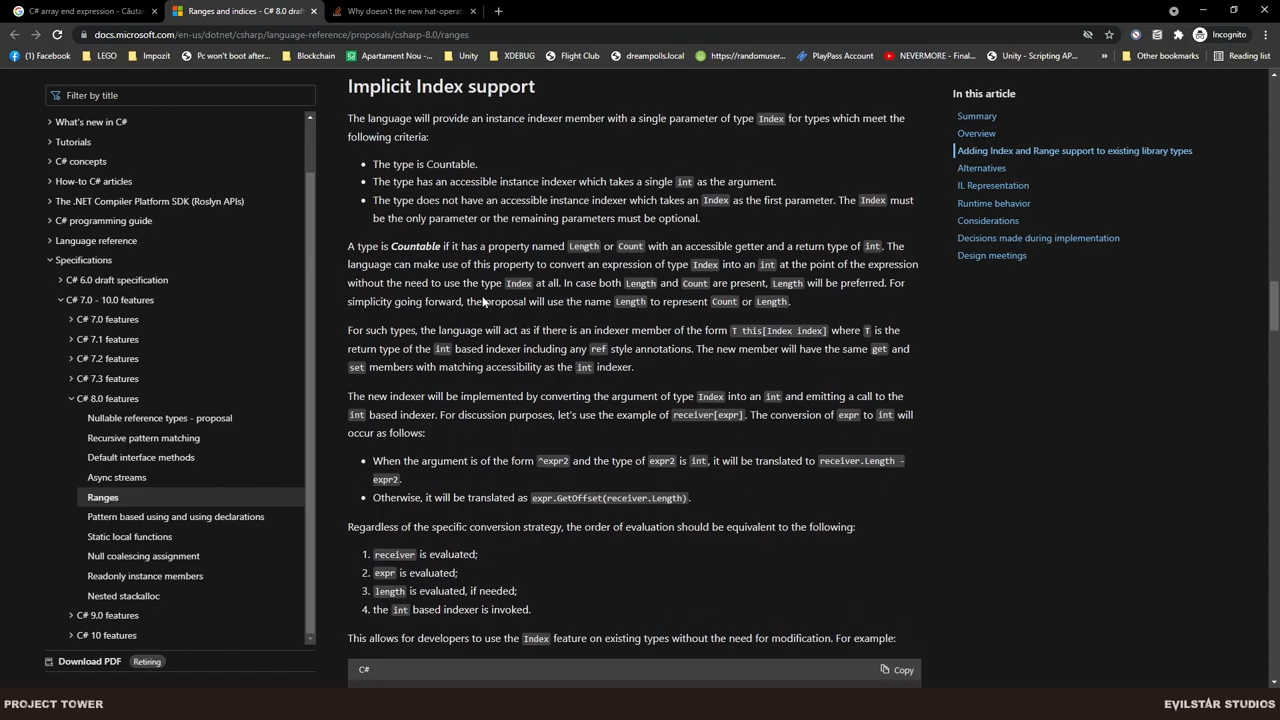 C# array end expression - Căuta
Ranges and indices - C# 8.0 draf
Why doesn't the new hat-operat
docs.microsoft.com/en-us/dotnet/csharp/language-reference/proposals/csharp-8.0/ranges
Incognito
Facebook
LEGO
Impozit
Pc won't boot after...
Blockchain
Apartament Nou - ...
Unity
XDEBUG
Flight Club
dreampolls.local
https://randomuser...
PlayPass Account
NEVERMORE - Final...
Unity - Scripting AP...
»
Other bookmarks
Reading list
Filter by title
What's new in C#
Tutorials
C# concepts
How-to C# articles
The .NET Compiler Platform SDK (Roslyn APIs)
C# programming guide
Language reference
Specifications
C# 6.0 draft specification
C# 7.0 - 10.0 features
C# 7.0 features
C# 7.1 features
C# 7.2 features
C# 7.3 features
C# 8.0 features
Nullable reference types - proposal
Recursive pattern matching
Default interface methods
Async streams
Ranges
Pattern based using and using declarations
Static local functions
Null coalescing assignment
Readonly instance members
Nested stackalloc
C# 9.0 features
C# 10 features
Download PDF
Retiring
Implicit Index support
The language will provide an instance indexer member with a single parameter of type Index for types which meet the
following criteria:
• The type is Countable.
• The type has an accessible instance indexer which takes a single int as the argument.
• The type does not have an accessible instance indexer which takes an Index as the first parameter. The Index must
be the only parameter or the remaining parameters must be optional.
A type is Countable if it has a property named Length or Count with an accessible getter and a return type of int. The
language can make use of this property to convert an expression of type Index into an int at the point of the expression
without the need to use the type Index at all. In case both Length and Count are present, Length will be preferred. For
simplicity going forward, the proposal will use the name Length to represent Count or Length.
For such types, the language will act as if there is an indexer member of the form T this[Index index] where T is the
return type of the int based indexer including any ref style annotations. The new member will have the same get and
set members with matching accessibility as the int indexer.
The new indexer will be implemented by converting the argument of type Index into an int and emitting a call to the
int based indexer. For discussion purposes, let's use the example of receiver[expr]. The conversion of expr to int will
occur as follows:
• When the argument is of the form ^expr2 and the type of expr2 is int, it will be translated to receiver.Length -
expr2.
• Otherwise, it will be translated as expr.GetOffset(receiver.Length).
Regardless of the specific conversion strategy, the order of evaluation should be equivalent to the following:
1. receiver is evaluated;
2. expr is evaluated;
3. length is evaluated, if needed;
4. the int based indexer is invoked.
This allows for developers to use the Index feature on existing types without the need for modification. For example:
C#
Copy
In this article
Summary
Overview
Adding Index and Range support to existing library types
Alternatives
IL Representation
Runtime behavior
Considerations
Decisions made during implementation
Design meetings
PROJECT TOWER
EVILSTAR STUDIOS